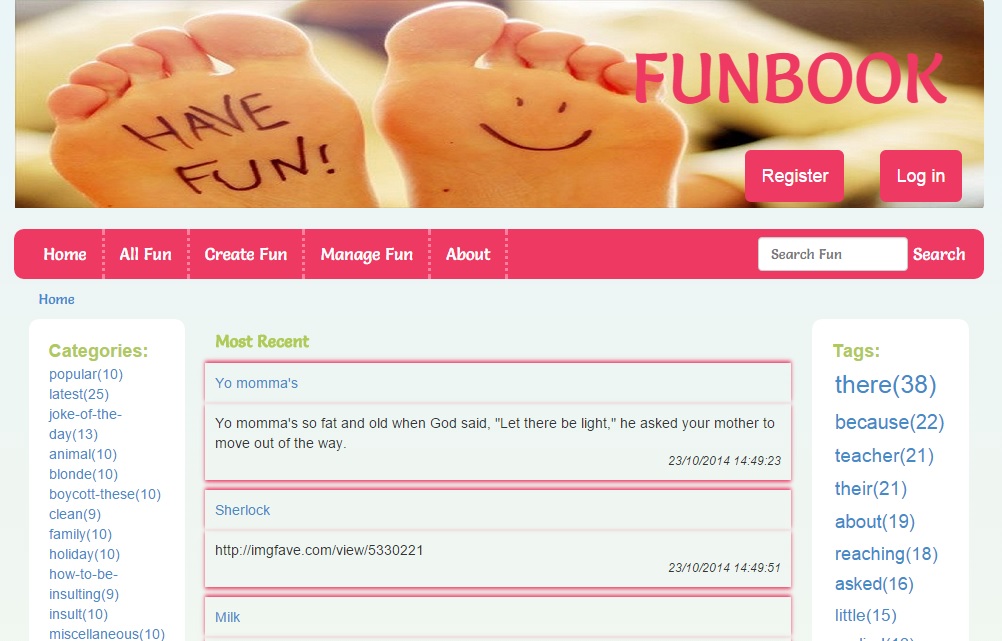 HAVE
FUN!
FUNBOOK
Register
Log in
Home
All Fun
Create Fun
Manage Fun
About
Search Fun
Search
Home
Categories:
popular(10)
latest(25)
joke-of-the-
day(13)
animal(10)
blonde(10)
boycott-these(10)
clean(9)
family(10)
holiday(10)
how-to-be-
insulting(9)
insult(10)
miscellaneous(10)
Most Recent
Yo momma's
Yo momma's so fat and old when God said, "Let there be light," he asked your mother to
move out of the way.
23/10/2014 14:49:23
Sherlock
http://imgfave.com/view/5330221
23/10/2014 14:49:51
Milk
Tags:
there(38)
because(22)
teacher(21)
their(21)
about(19)
reaching(18)
asked(16)
little(15)